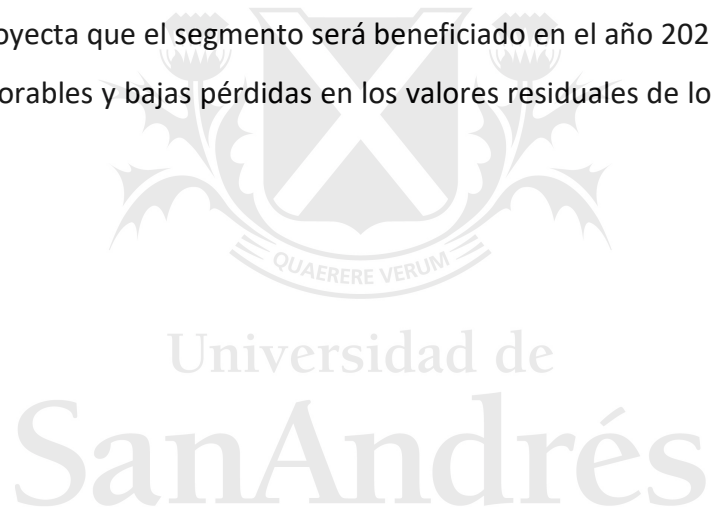 oyecta que el segmento será beneficiado en el año 202
orables y bajas pérdidas en los valores residuales de lo
QUAERERE VERUM
Universidad de
SanAndrés